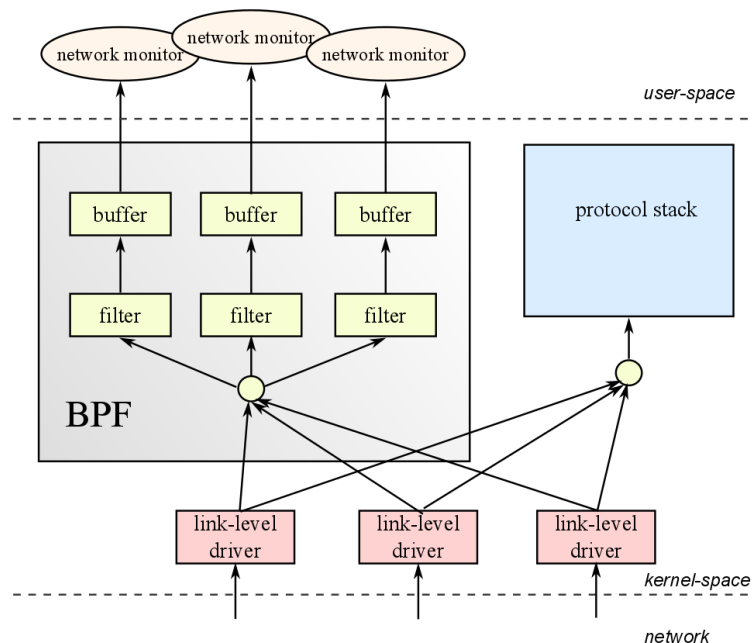 network monitor
network monitor
network monitor
user-space
buffer
buffer
buffer
protocol stack
filter
filter
filter
BPF
link-level
driver
link-level
driver
link-level
driver
kernel-space
network